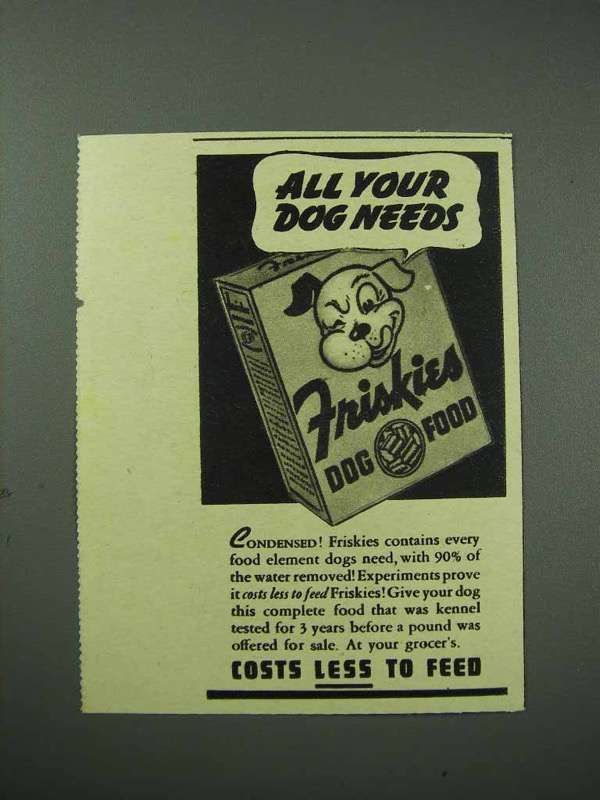 ALL YOUR
DOG NEEDS
Friskies
DOG FOOD
CONDENSED! Friskies contains every
food element dogs need, with 90% of
the water removed! Experiments prove
it costs less to feed Friskies! Give your dog
this complete food that was kennel
tested for 3 years before a pound was
offered for sale. At your grocer's.
COSTS LESS TO FEED